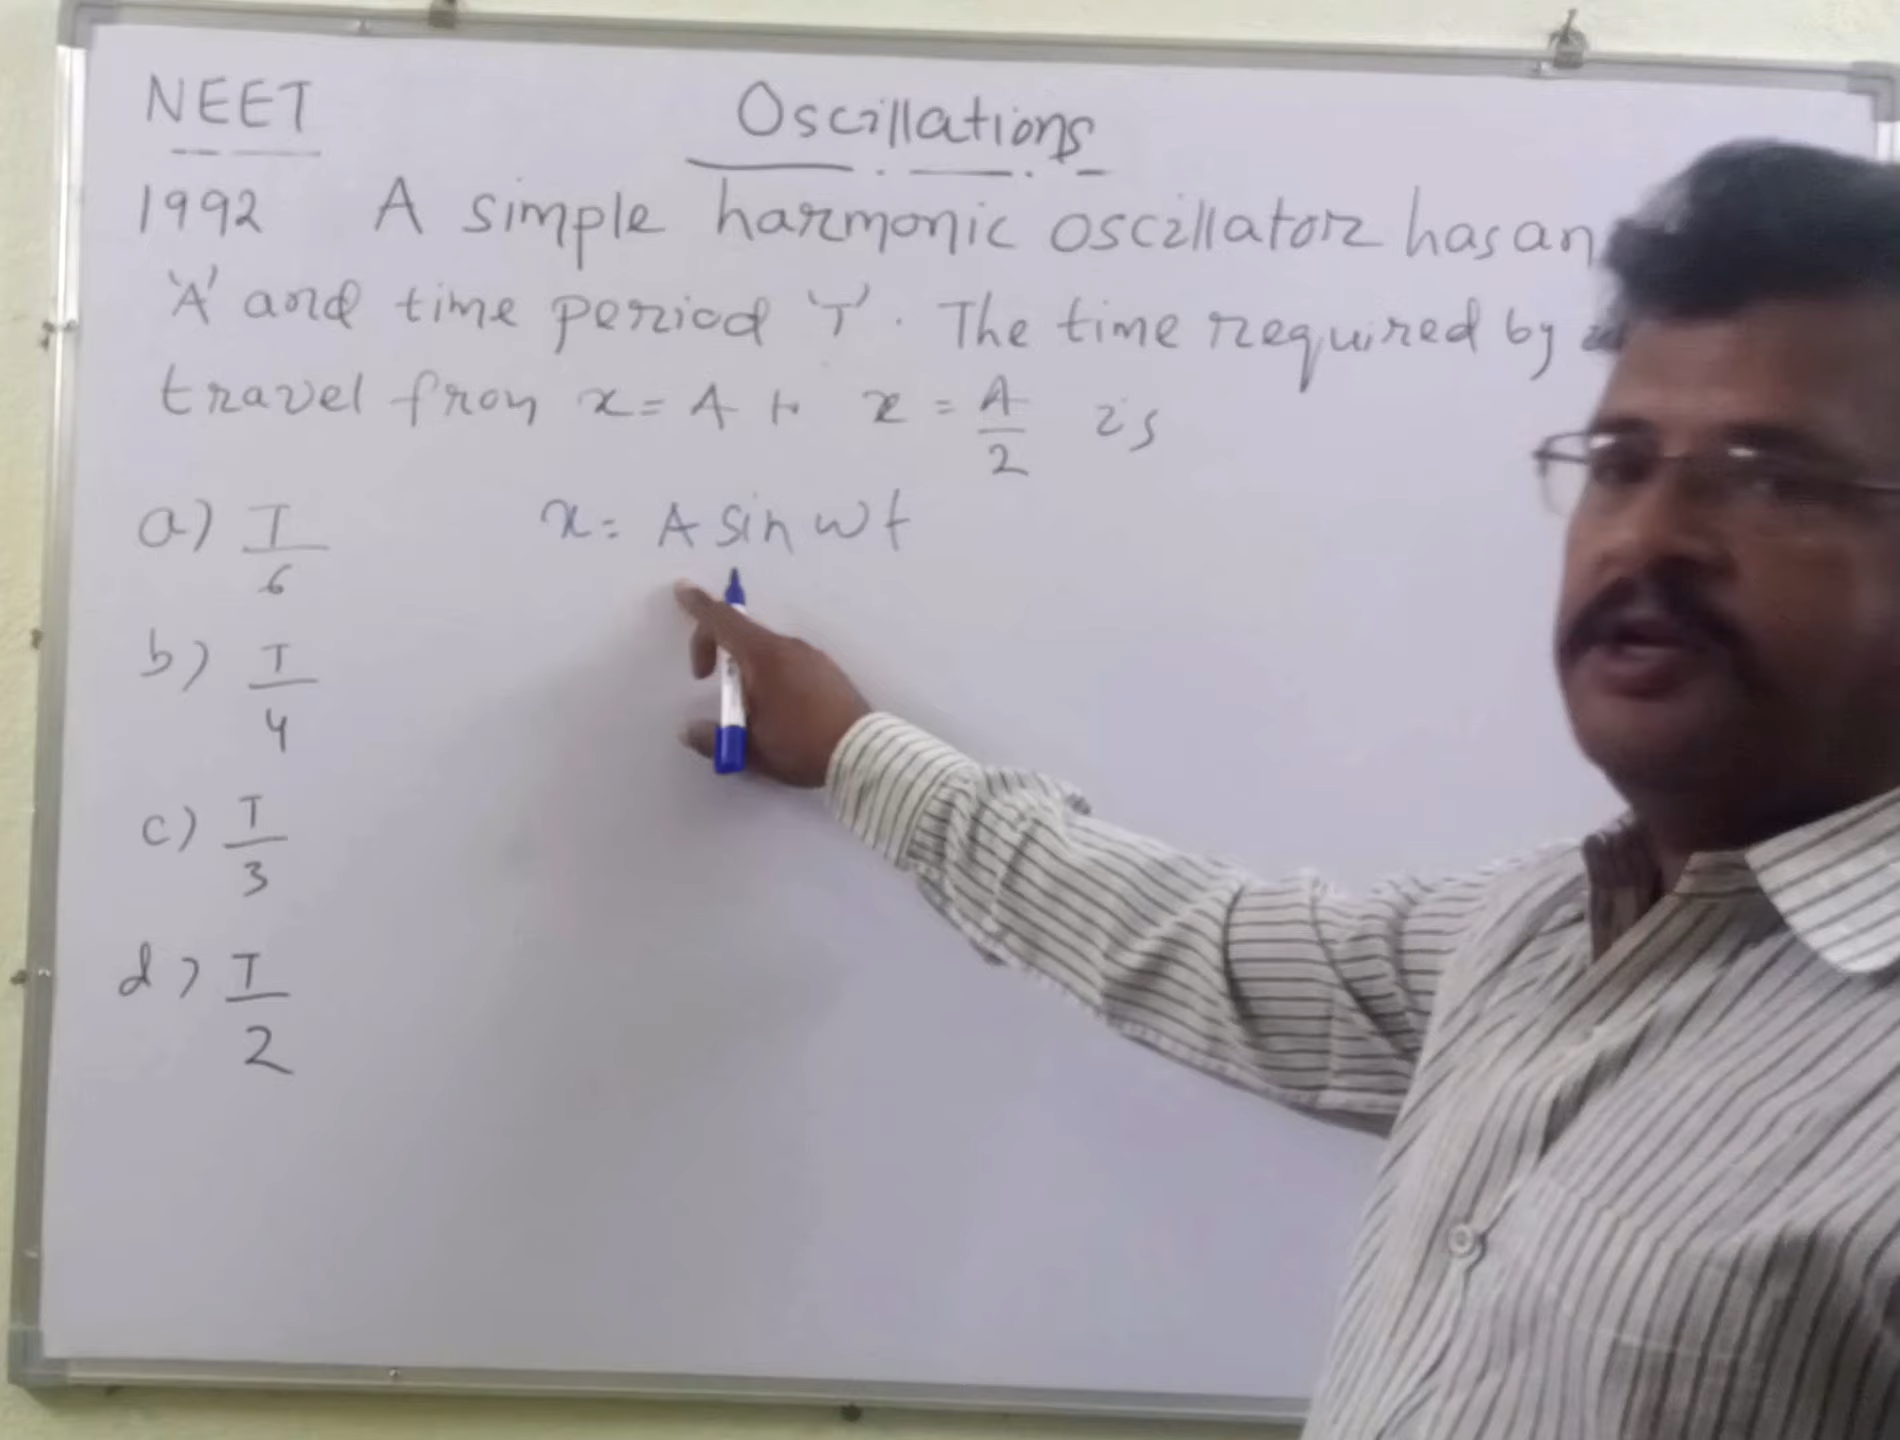 NEET
Oscillations
1992 A simple harmonic oscillator has an
'A' and time period 'T'. The time required by
travel from x = A to x = A/2 is
a) T/6
x = A sin ωt
b) T/4
c) T/3
d) T/2